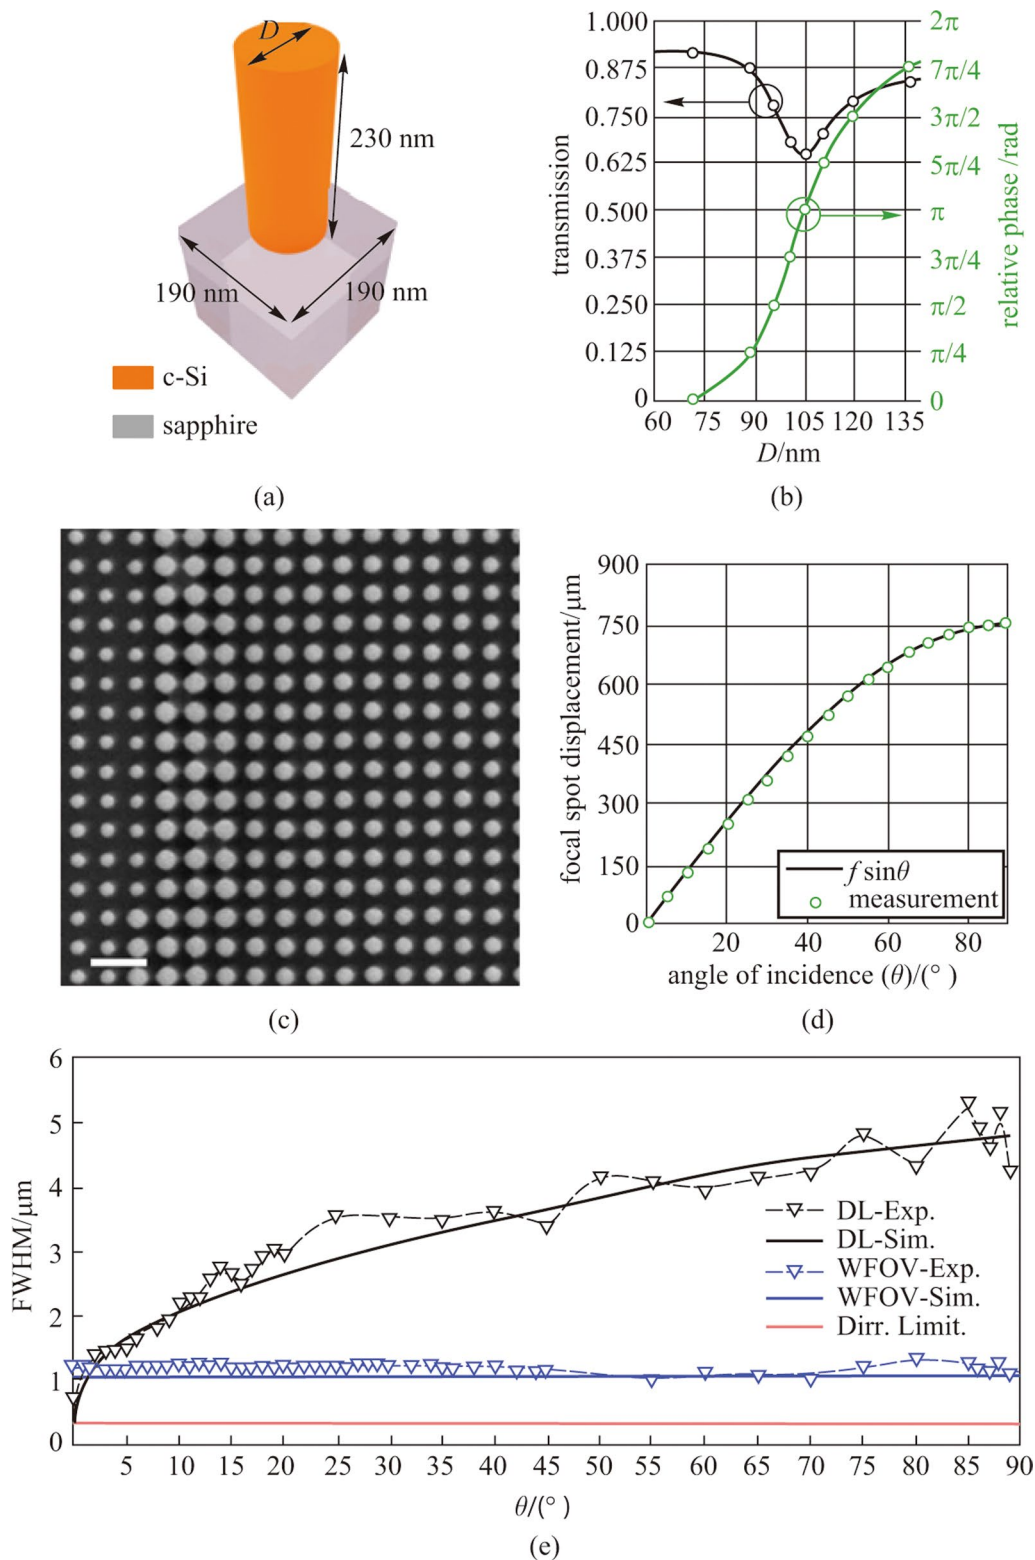 D
230 nm
190 nm
190 nm
c-Si
sapphire
(a)
1.000
0.875
0.750
0.625
0.500
0.375
0.250
0.125
0
transmission
60
75
90
105
120
135
D/nm
2π
7π/4
3π/2
5π/4
π
3π/4
π/2
π/4
0
relative phase /rad
(b)
(c)
900
750
600
450
300
150
0
focal spot displacement/μm
f sinθ
measurement
20
40
60
80
angle of incidence (θ)/(°)
(d)
6
5
4
3
2
1
0
FWHM/μm
DL-Exp.
DL-Sim.
WFOV-Exp.
WFOV-Sim.
Dirr. Limit.
5
10
15
20
25
30
35
40
45
50
55
60
65
70
75
80
85
90
θ/(°)
(e)